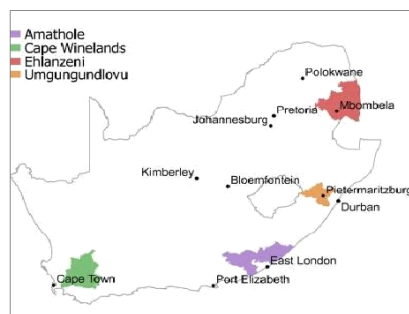 Amathole
Cape Winelands
Ehlanzeni
Umgungundlovu
Polokwane
Mbombela
Pretoria
Johannesburg
Kimberley
Bloemfontein
Pietermaritzburg
Durban
East London
Cape Town
Port Elizabeth